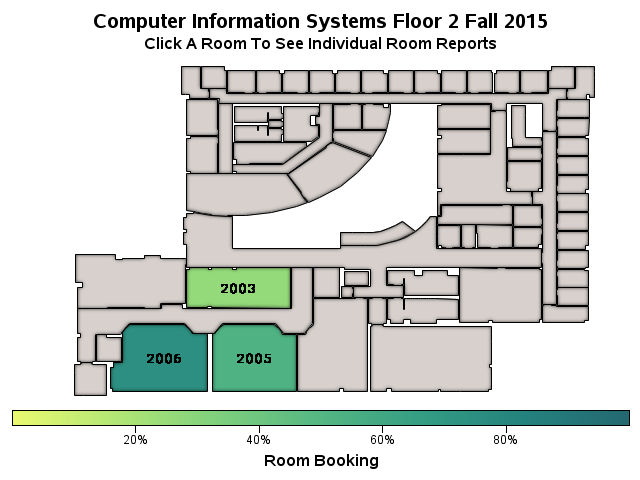 Computer Information Systems Floor 2 Fall 2015
Click A Room To See Individual Room Reports
2003
2006
2005
20%
40%
60%
80%
Room Booking